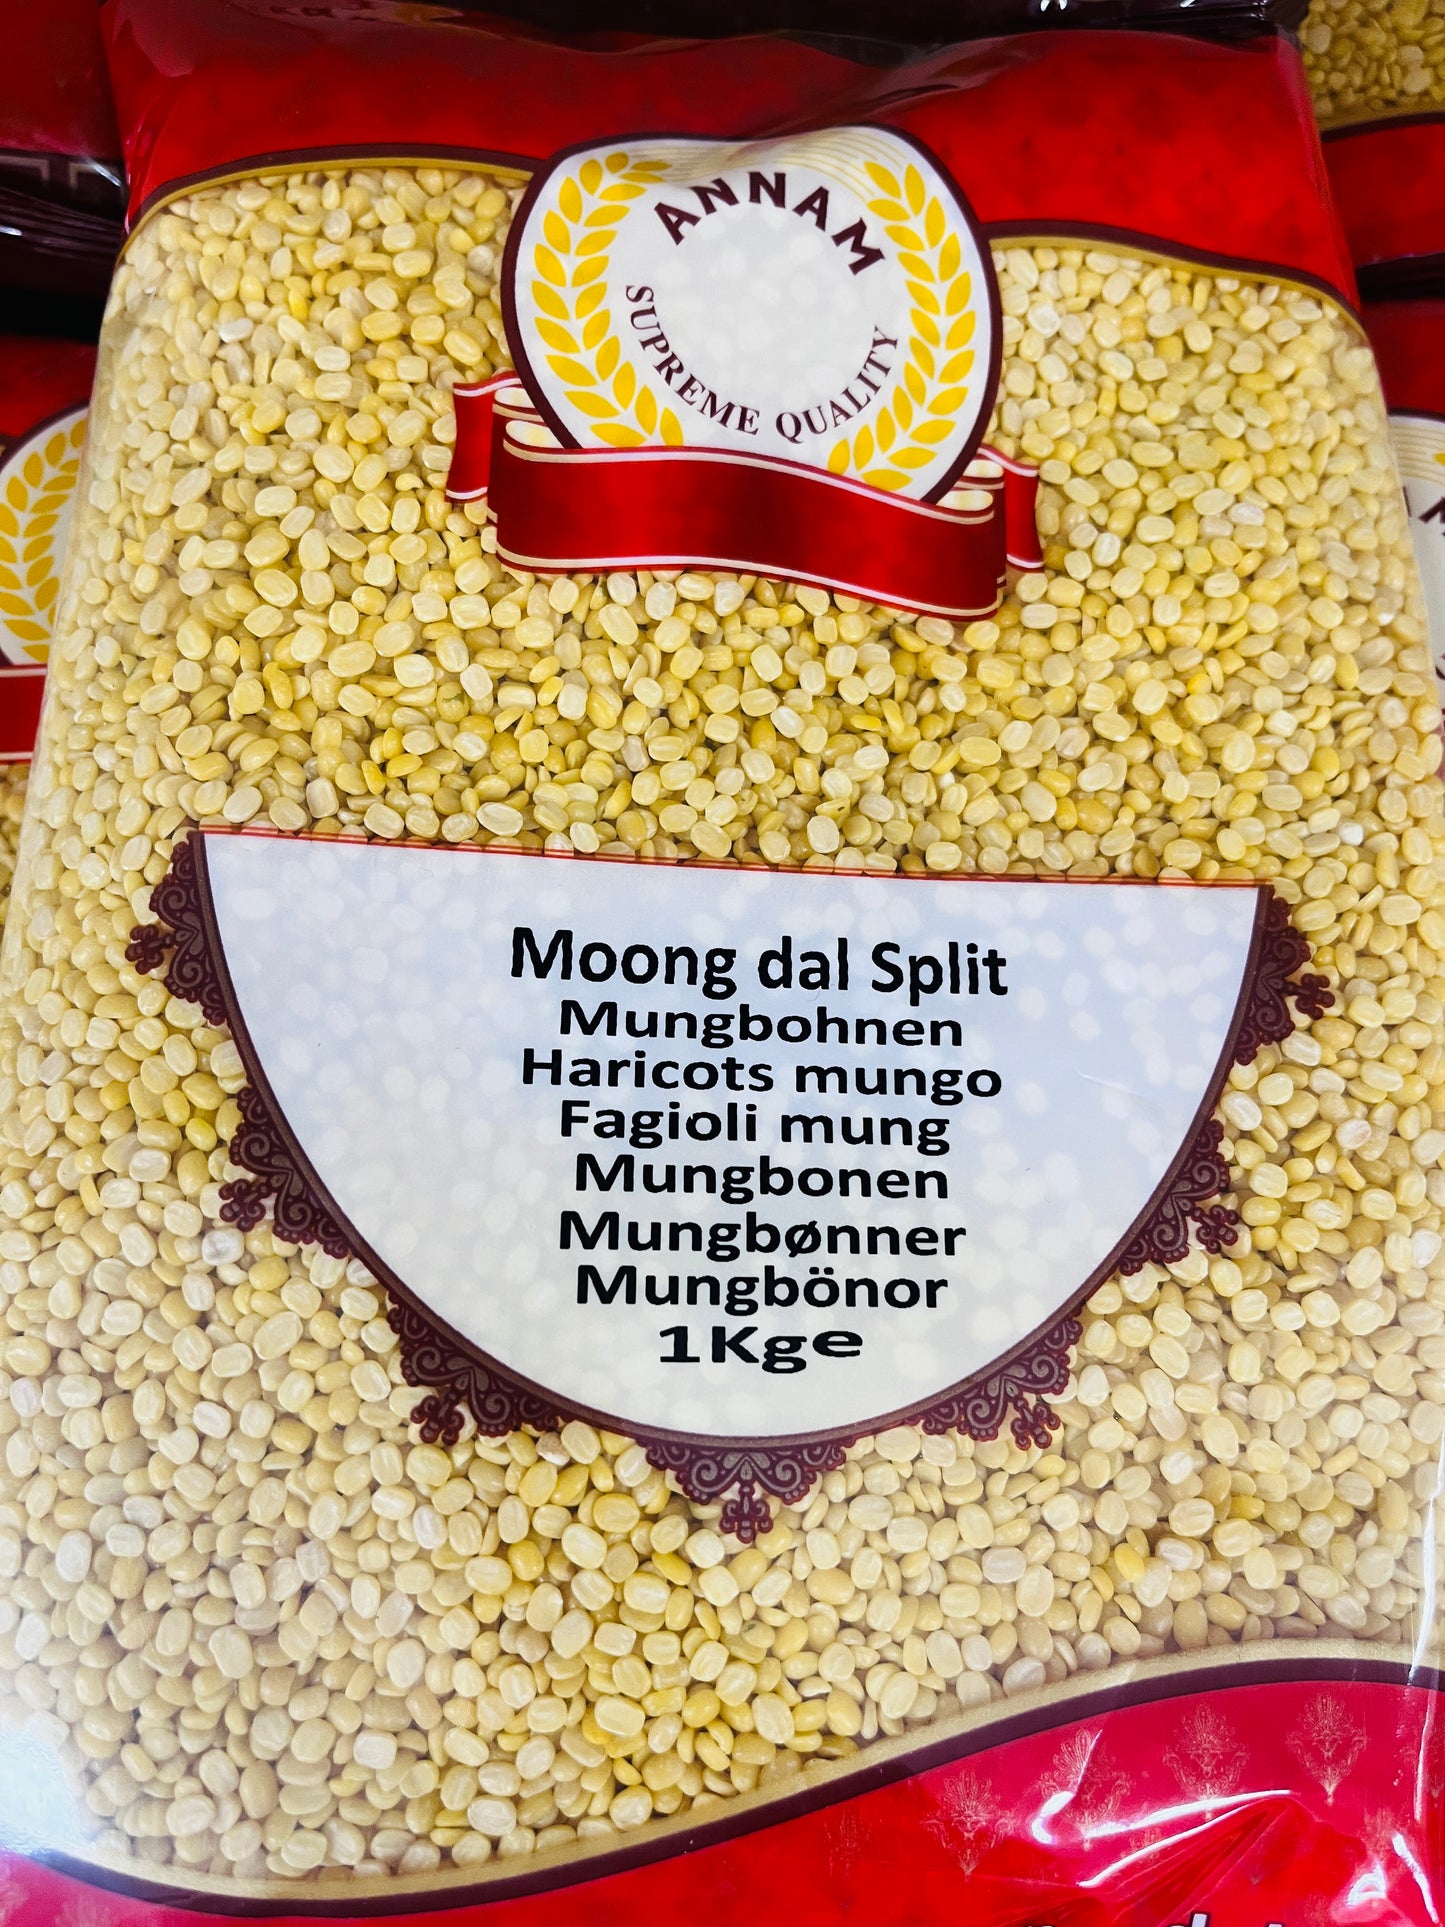 ANNAM
SUPREME QUALITY
Moong dal Split
Mungbohnen
Haricots mungo
Fagioli mung
Mungbonen
Mungbønner
Mungbönor
1Kge